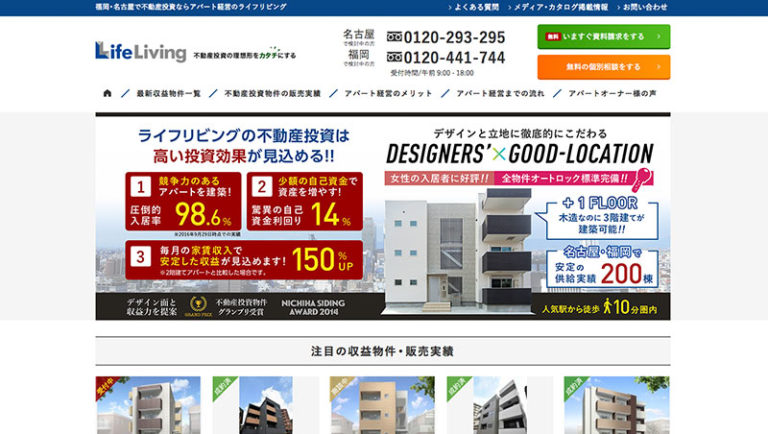 福岡・名古屋で不動産投資ならアパート経営のライフリビング
よくある質問
メディア・カタログ掲載情報
お問い合わせ
LifeLiving
不動産投資の理想形をカタチにする
名古屋
で検討中の方
0120-293-295
福岡
で検討中の方
0120-441-744
受付時間/午前 9:00 - 18:00
無料 いますぐ資料請求をする
無料の個別相談をする
最新収益物件一覧
不動産投資物件の販売実績
アパート経営のメリット
アパート経営までの流れ
アパートオーナー様の声
ライフリビングの不動産投資は
高い投資効果が見込める!!
1 競争力のある
アパートを建築!
圧倒的
入居率 98.6%
※2016年9月29日時点での実績
2 少額の自己資金で
資産を増やす!
驚異の自己
資金利回り 14%
3 毎月の家賃収入で
安定した収益が見込めます!
※2階建てアパートと比較した場合です。
150%
UP
デザイン面と
収益力を提案
GRAND PRIX
不動産投資物件
グランプリ受賞
NICHIHA SIDING
AWARD 2014
デザインと立地に徹底的にこだわる
DESIGNERS'×GOOD-LOCATION
女性の入居者に好評!!
全物件オートロック標準完備!!
+1 FLOOR
木造なのに3階建てが
建築可能!!
名古屋・福岡で
安定の
供給実績 200棟
人気駅から徒歩 10分圏内
注目の収益物件・販売実績
受付中
成約済
成約済
成約済